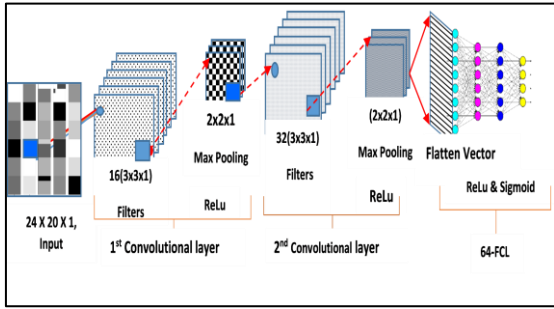 2x2x1
(2x2x1)
16(3x3x1)
32(3x3x1)
Max Pooling
Max Pooling
Flatten Vector
Filters
ReLu
Filters
ReLu
ReLu & Sigmoid
24 X 20 X 1,
Input
1st Convolutional layer
2nd Convolutional layer
64-FCL